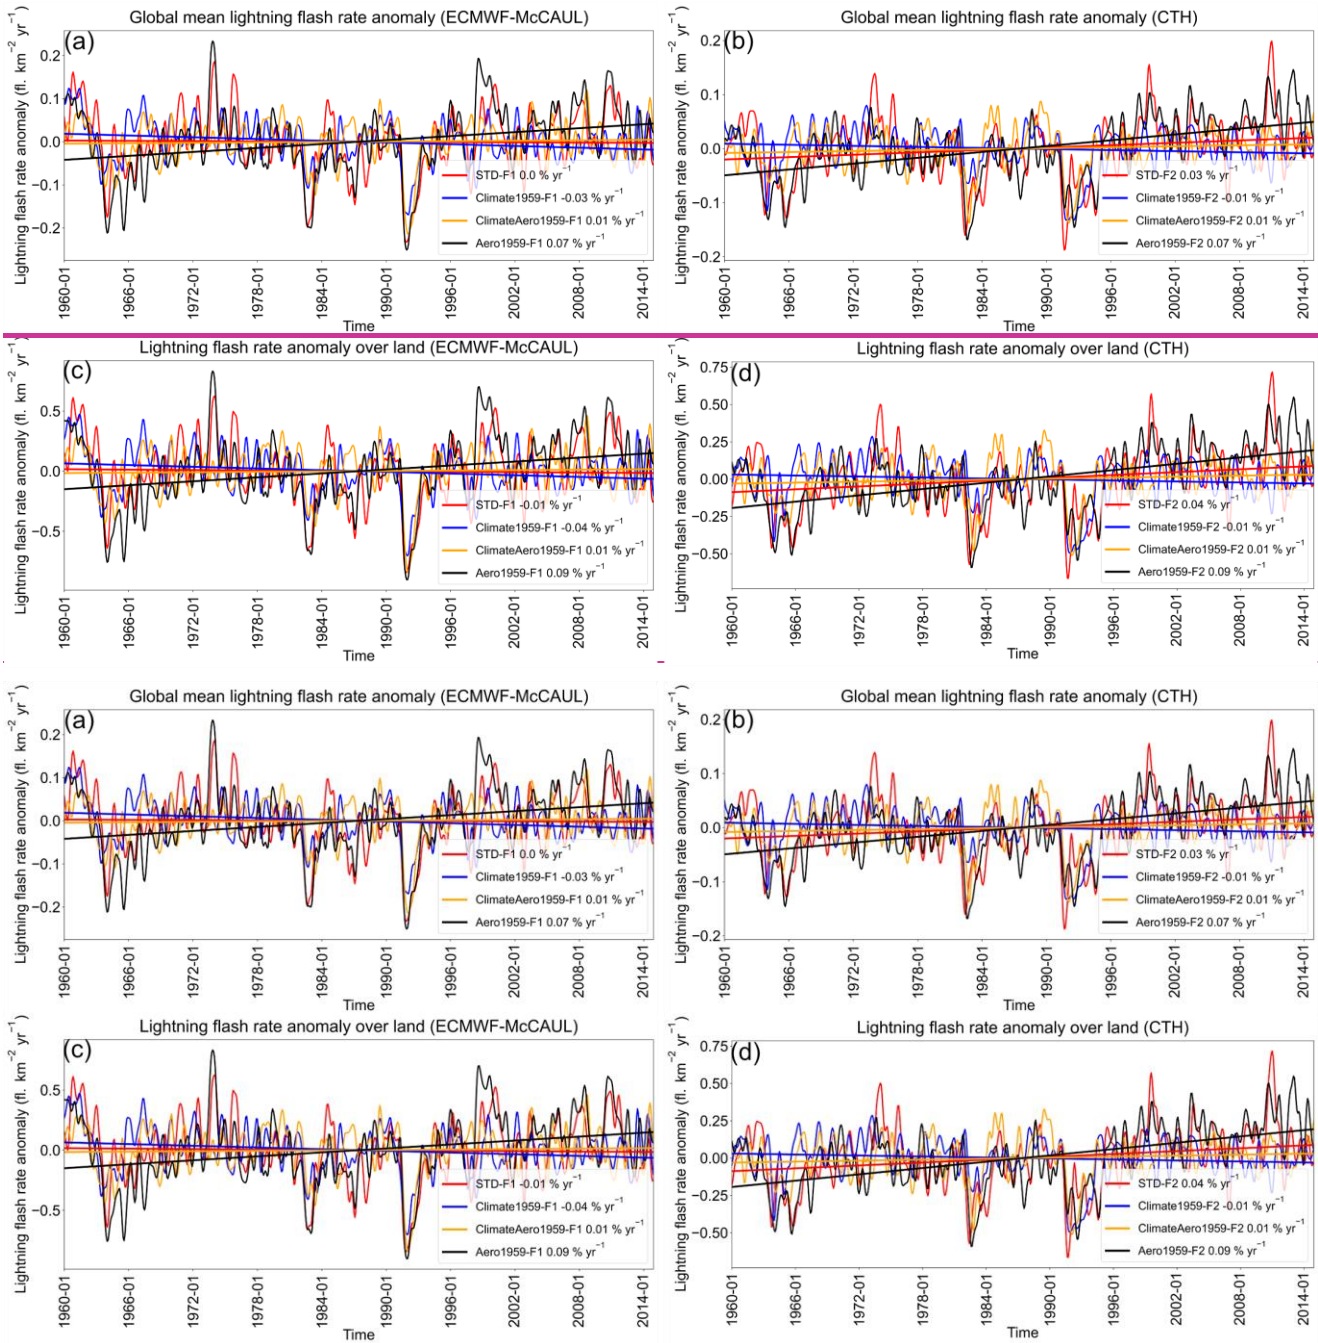 Global mean lightning flash rate anomaly (ECMWF-McCAUL)
(a)
Lightning flash rate anomaly (fl. km⁻² yr⁻¹)
0.2
0.1
0.0
−0.1
−0.2
STD-F1 0.0 % yr⁻¹
Climate1959-F1 -0.03 % yr⁻¹
ClimateAero1959-F1 0.01 % yr⁻¹
Aero1959-F1 0.07 % yr⁻¹
1960-01 1966-01 1972-01 1978-01 1984-01 1990-01 1996-01 2002-01 2008-01 2014-01
Time
Global mean lightning flash rate anomaly (CTH)
(b)
Lightning flash rate anomaly (fl. km⁻² yr⁻¹)
0.2
0.1
0.0
−0.1
−0.2
STD-F2 0.03 % yr⁻¹
Climate1959-F2 -0.01 % yr⁻¹
ClimateAero1959-F2 0.01 % yr⁻¹
Aero1959-F2 0.07 % yr⁻¹
1960-01 1966-01 1972-01 1978-01 1984-01 1990-01 1996-01 2002-01 2008-01 2014-01
Time
Lightning flash rate anomaly over land (ECMWF-McCAUL)
(c)
Lightning flash rate anomaly (fl. km⁻² yr⁻¹)
0.5
0.0
−0.5
STD-F1 -0.01 % yr⁻¹
Climate1959-F1 -0.04 % yr⁻¹
ClimateAero1959-F1 0.01 % yr⁻¹
Aero1959-F1 0.09 % yr⁻¹
1960-01 1966-01 1972-01 1978-01 1984-01 1990-01 1996-01 2002-01 2008-01 2014-01
Time
Lightning flash rate anomaly over land (CTH)
(d)
Lightning flash rate anomaly (fl. km⁻² yr⁻¹)
0.75
0.50
0.25
0.00
−0.25
−0.50
STD-F2 0.04 % yr⁻¹
Climate1959-F2 -0.01 % yr⁻¹
ClimateAero1959-F2 0.01 % yr⁻¹
Aero1959-F2 0.09 % yr⁻¹
1960-01 1966-01 1972-01 1978-01 1984-01 1990-01 1996-01 2002-01 2008-01 2014-01
Time
Global mean lightning flash rate anomaly (ECMWF-McCAUL)
(a)
Lightning flash rate anomaly (fl. km⁻² yr⁻¹)
0.2
0.1
0.0
−0.1
−0.2
STD-F1 0.0 % yr⁻¹
Climate1959-F1 -0.03 % yr⁻¹
ClimateAero1959-F1 0.01 % yr⁻¹
Aero1959-F1 0.07 % yr⁻¹
1960-01 1966-01 1972-01 1978-01 1984-01 1990-01 1996-01 2002-01 2008-01 2014-01
Time
Global mean lightning flash rate anomaly (CTH)
(b)
Lightning flash rate anomaly (fl. km⁻² yr⁻¹)
0.2
0.1
0.0
−0.1
−0.2
STD-F2 0.03 % yr⁻¹
Climate1959-F2 -0.01 % yr⁻¹
ClimateAero1959-F2 0.01 % yr⁻¹
Aero1959-F2 0.07 % yr⁻¹
1960-01 1966-01 1972-01 1978-01 1984-01 1990-01 1996-01 2002-01 2008-01 2014-01
Time
Lightning flash rate anomaly over land (ECMWF-McCAUL)
(c)
Lightning flash rate anomaly (fl. km⁻² yr⁻¹)
0.5
0.0
−0.5
STD-F1 -0.01 % yr⁻¹
Climate1959-F1 -0.04 % yr⁻¹
ClimateAero1959-F1 0.01 % yr⁻¹
Aero1959-F1 0.09 % yr⁻¹
1960-01 1966-01 1972-01 1978-01 1984-01 1990-01 1996-01 2002-01 2008-01 2014-01
Time
Lightning flash rate anomaly over land (CTH)
(d)
Lightning flash rate anomaly (fl. km⁻² yr⁻¹)
0.75
0.50
0.25
0.00
−0.25
−0.50
STD-F2 0.04 % yr⁻¹
Climate1959-F2 -0.01 % yr⁻¹
ClimateAero1959-F2 0.01 % yr⁻¹
Aero1959-F2 0.09 % yr⁻¹
1960-01 1966-01 1972-01 1978-01 1984-01 1990-01 1996-01 2002-01 2008-01 2014-01
Time